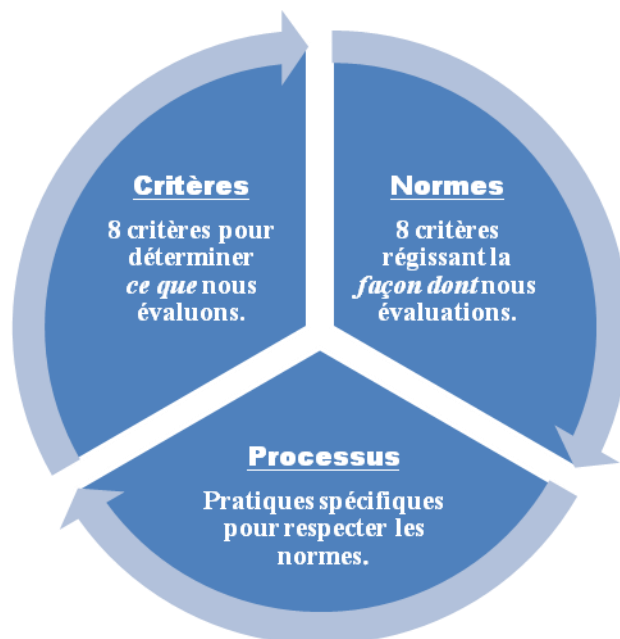 Critères
8 critères pour
déterminer
ce que nous
évaluons.
Normes
8 critères
régissant la
façon dont nous
évaluations.
Processus
Pratiques spécifiques
pour respecter les
normes.